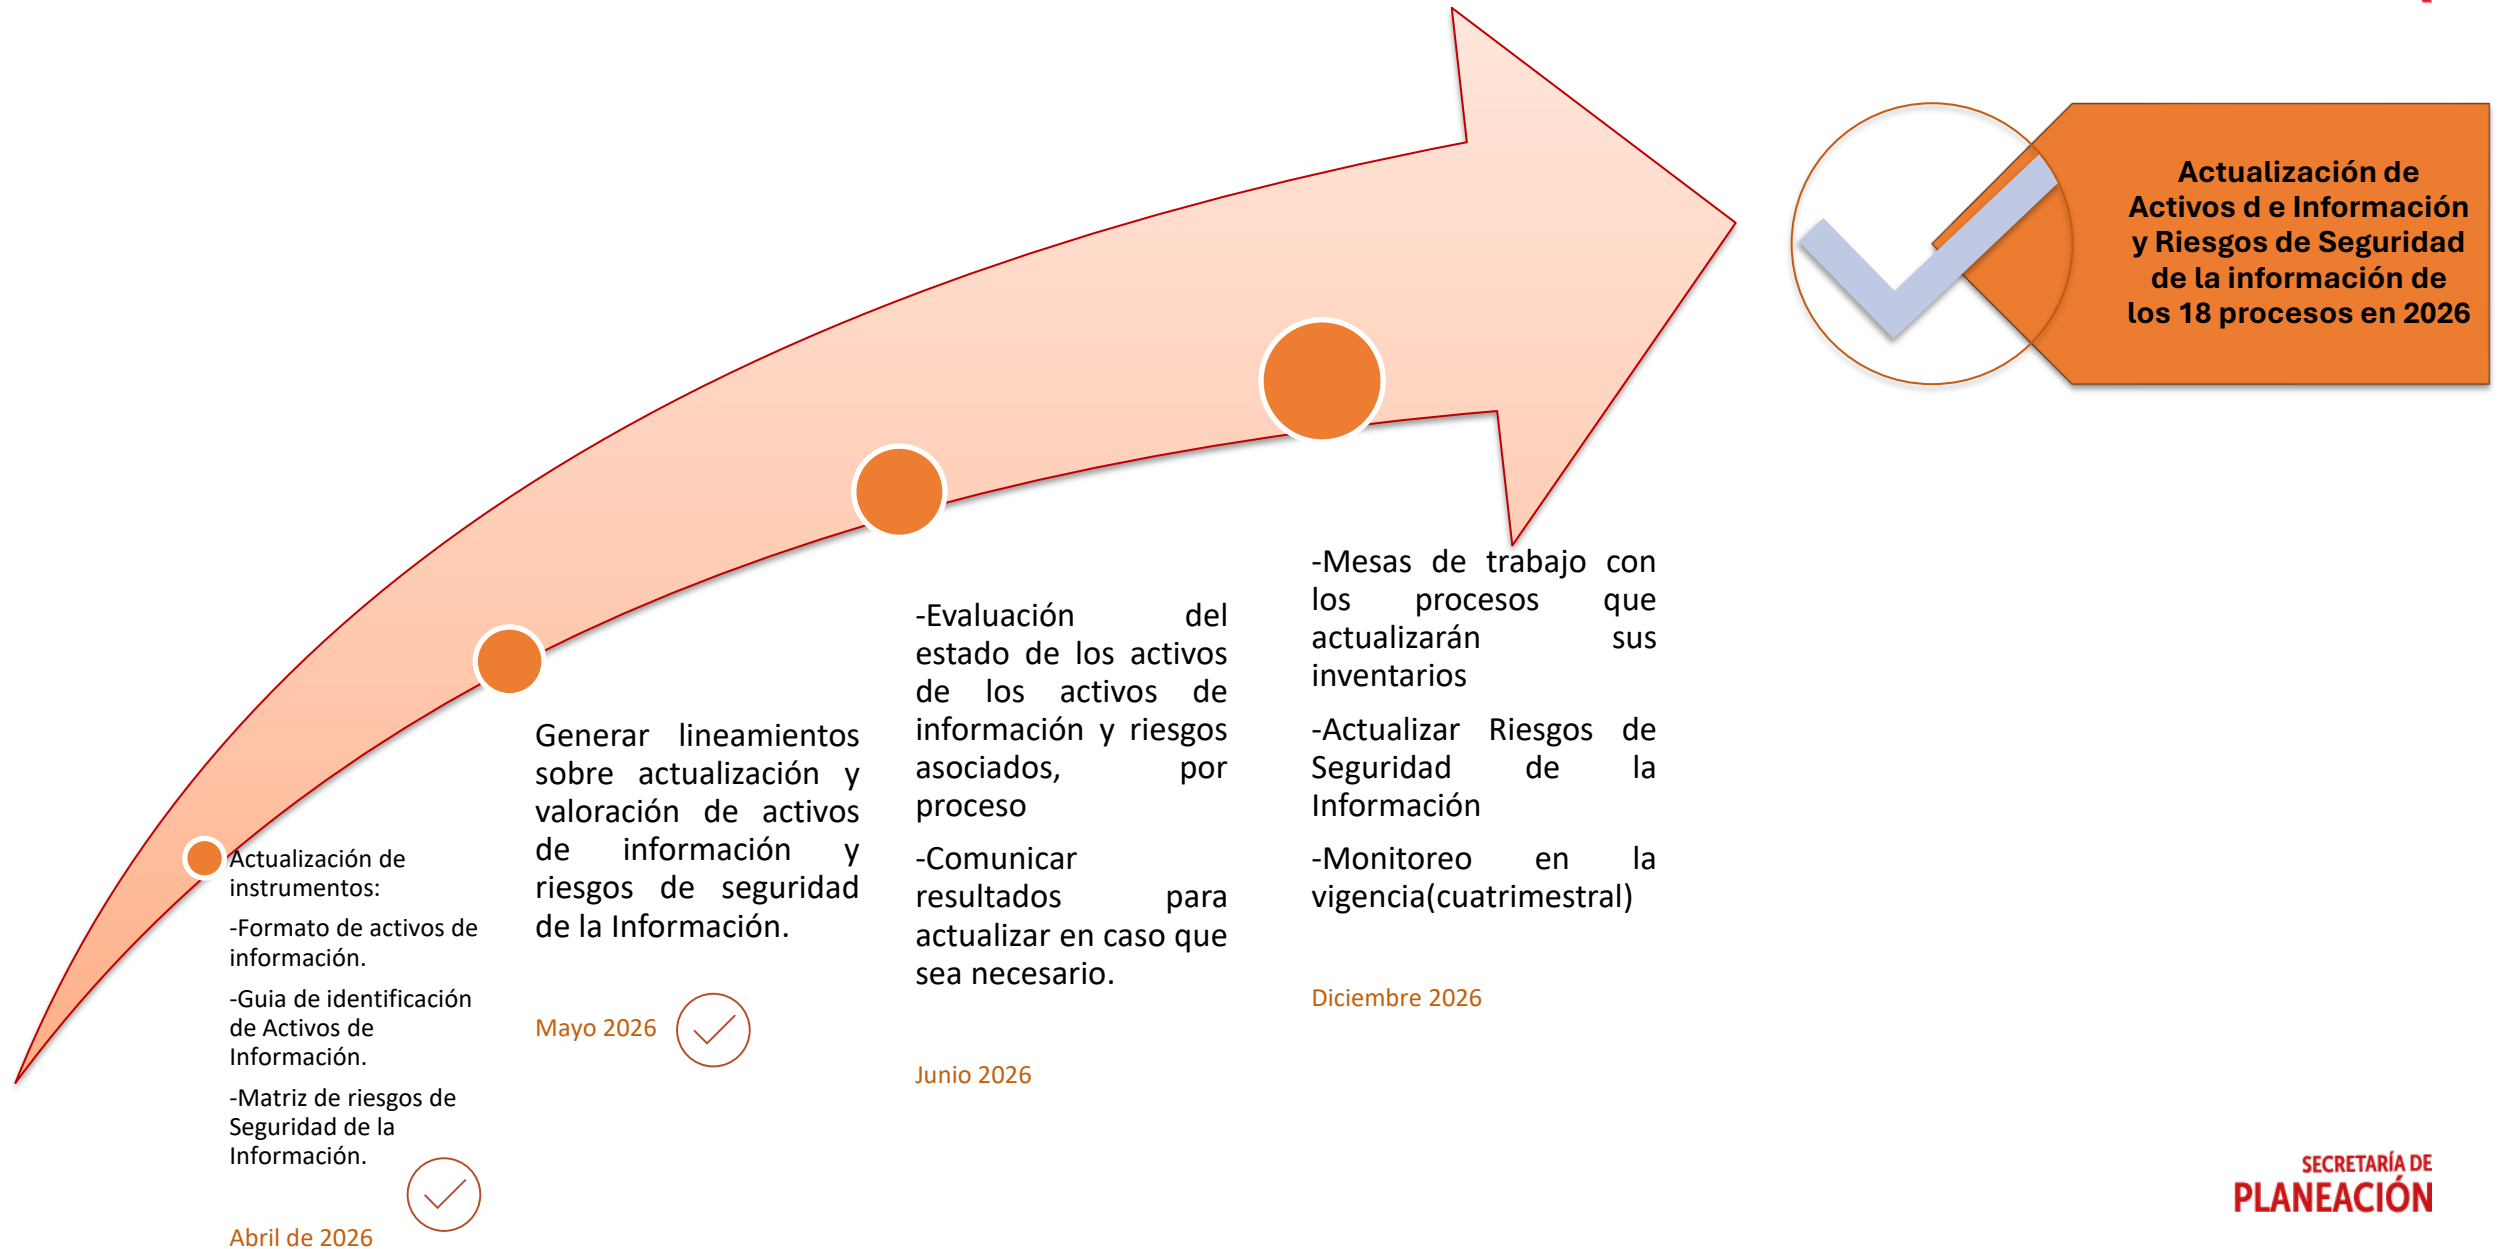 Actualización de
Activos d e Información
y Riesgos de Seguridad
de la información de
los 18 procesos en 2026
Actualización de
instrumentos:
-Formato de activos de
información.
-Guia de identificación
de Activos de
Información.
-Matriz de riesgos de
Seguridad de la
Información.
Abril de 2026
Generar lineamientos
sobre actualización y
valoración de activos
de información y
riesgos de seguridad
de la Información.
Mayo 2026
-Evaluación del
estado de los activos
de los activos de
información y riesgos
asociados, por
proceso
-Comunicar
resultados para
actualizar en caso que
sea necesario.
Junio 2026
-Mesas de trabajo con
los procesos que
actualizarán sus
inventarios
-Actualizar Riesgos de
Seguridad de la
Información
-Monitoreo en la
vigencia(cuatrimestral)
Diciembre 2026
SECRETARÍA DE
PLANEACIÓN